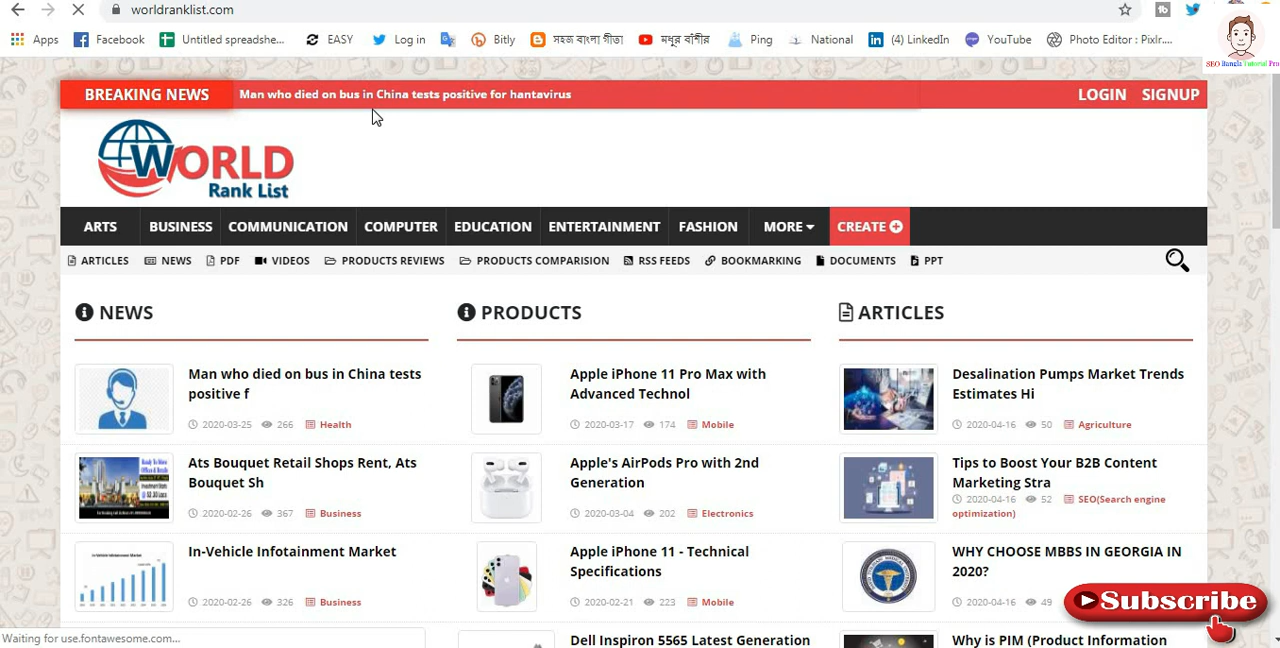 worldranklist.com
Apps Facebook Untitled spreadshe... EASY Log in Bitly সহজ বাংলা গীতা মধুর বাঁশীর Ping National (4) LinkedIn YouTube Photo Editor : Pixlr....
SEO Bangla Tutorial Pro
BREAKING NEWS Man who died on bus in China tests positive for hantavirus LOGIN SIGNUP
WORLD
Rank List
ARTS BUSINESS COMMUNICATION COMPUTER EDUCATION ENTERTAINMENT FASHION MORE CREATE
ARTICLES NEWS PDF VIDEOS PRODUCTS REVIEWS PRODUCTS COMPARISION RSS FEEDS BOOKMARKING DOCUMENTS PPT
NEWS
Man who died on bus in China tests
positive f
2020-03-25 266 Health
Ats Bouquet Retail Shops Rent, Ats
Bouquet Sh
2020-02-26 367 Business
In-Vehicle Infotainment Market
2020-02-26 326 Business
PRODUCTS
Apple iPhone 11 Pro Max with
Advanced Technol
2020-03-17 174 Mobile
Apple's AirPods Pro with 2nd
Generation
2020-03-04 202 Electronics
Apple iPhone 11 - Technical
Specifications
2020-02-21 223 Mobile
Dell Inspiron 5565 Latest Generation
ARTICLES
Desalination Pumps Market Trends
Estimates Hi
2020-04-16 50 Agriculture
Tips to Boost Your B2B Content
Marketing Stra
2020-04-16 52 SEO(Search engine
optimization)
WHY CHOOSE MBBS IN GEORGIA IN
2020?
2020-04-16 49
Why is PIM (Product Information
Subscribe
Waiting for use.fontawesome.com...